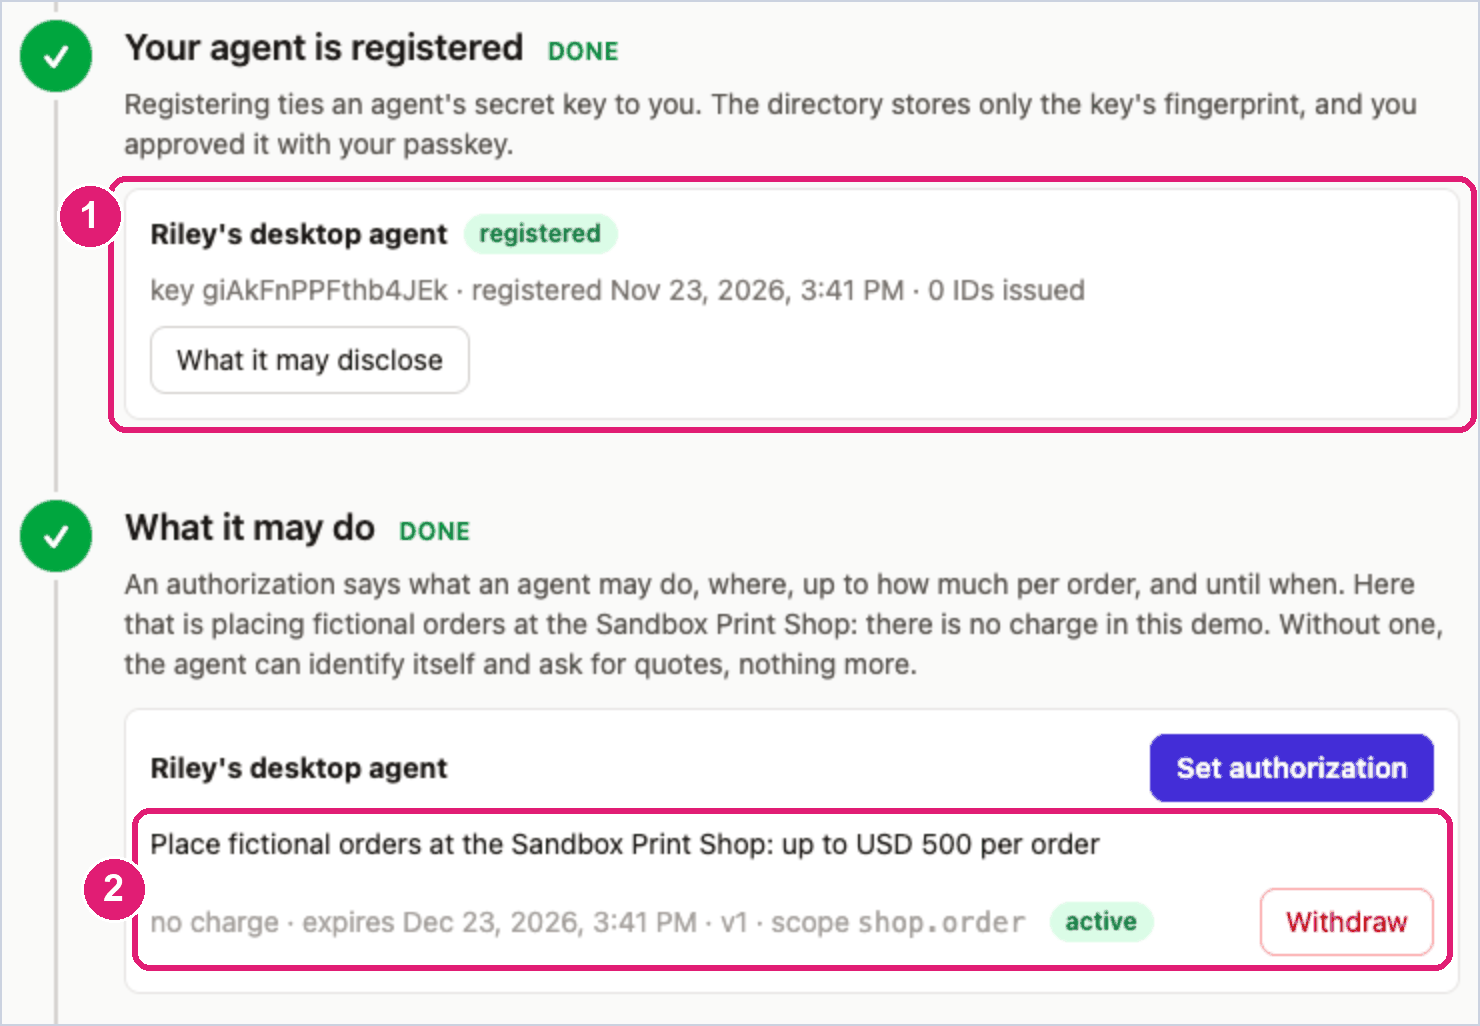 Your agent is registered DONE
Registering ties an agent's secret key to you. The directory stores only the key's fingerprint, and you
approved it with your passkey.
1
Riley's desktop agent registered
key giAkFnPPFthb4JEk · registered Nov 23, 2026, 3:41 PM · 0 IDs issued
What it may disclose
What it may do DONE
An authorization says what an agent may do, where, up to how much per order, and until when. Here
that is placing fictional orders at the Sandbox Print Shop: there is no charge in this demo. Without one,
the agent can identify itself and ask for quotes, nothing more.
Riley's desktop agent Set authorization
Place fictional orders at the Sandbox Print Shop: up to USD 500 per order
2
no charge · expires Dec 23, 2026, 3:41 PM · v1 · scope shop.order active Withdraw